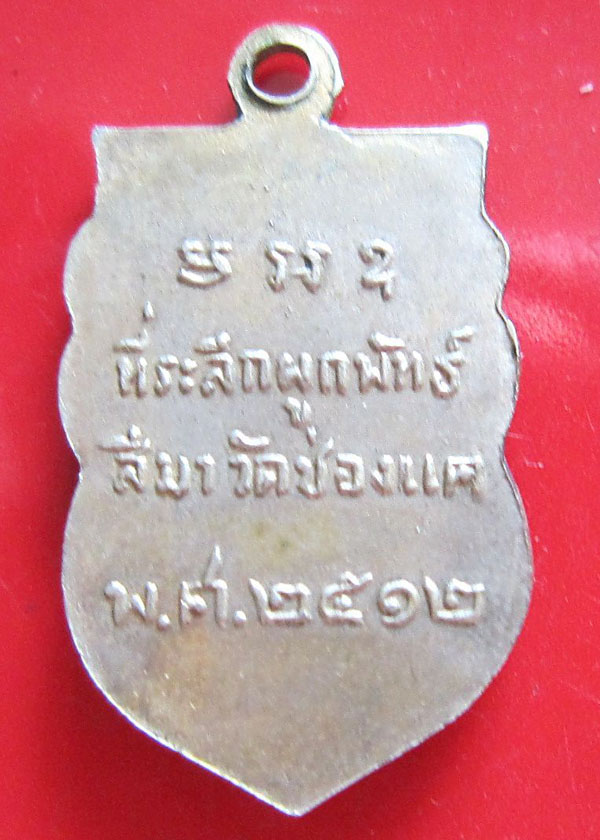 ที่ระลึกผูกพัทธ์
สีมา วัดช่องแค
พ.ศ.๒๕๑๒